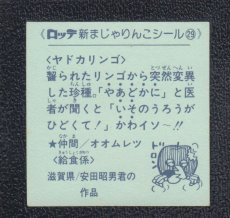 ロッテ 新まじゃりんこシール 29
〈ヤドカリンゴ〉
齧られたリンゴから突然変異
した珍種。「やあどかに」と医
者が聞くと「いそのうろうが
ひどくて！」かわイソ～!!
★仲間／オオムレツ
〈給食係〉
滋賀県／安田昭男君の
作品